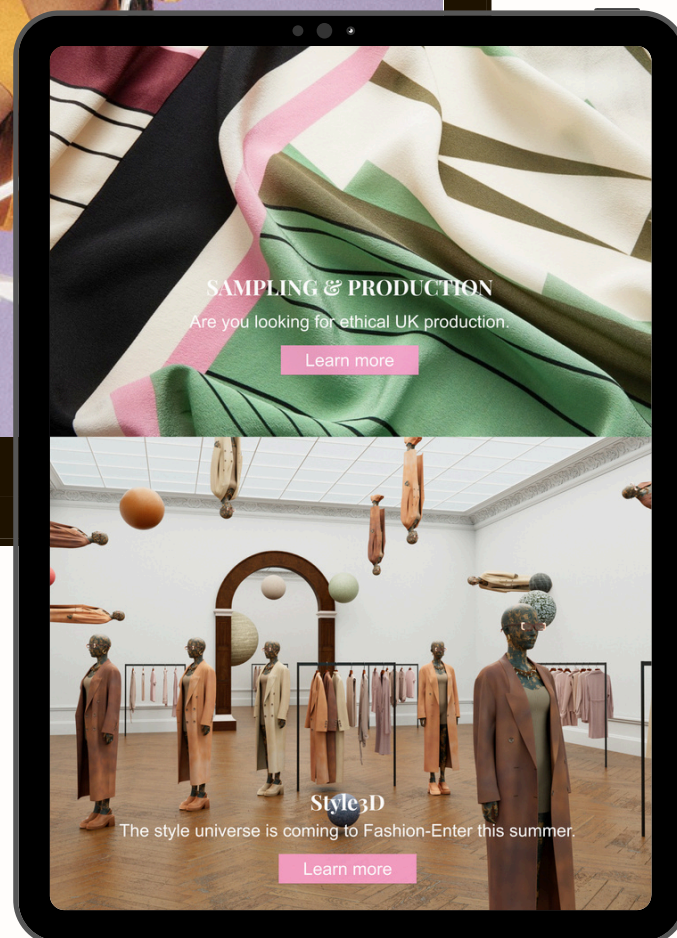 SAMPLING & PRODUCTION
Are you looking for ethical UK production.
Learn more
Style3D
The style universe is coming to Fashion-Enter this summer.
Learn more